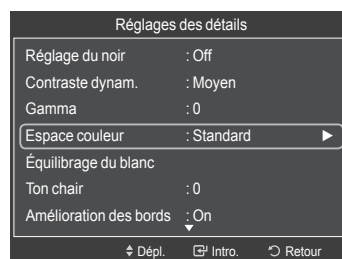 Réglages des détails
Réglage du noir : Off
Contraste dynam. : Moyen
Gamma : 0
Espace couleur : Standard
Équilibrage du blanc
Ton chair : 0
Amélioration des bords : On
Dépl. Intro. Retour